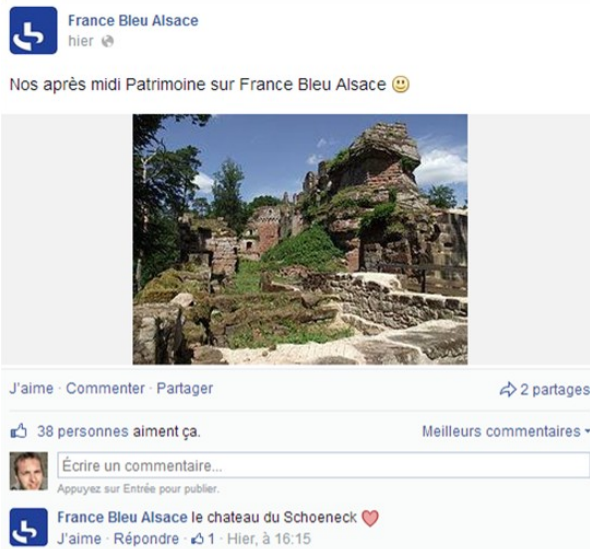 France Bleu Alsace
hier
Nos après midi Patrimoine sur France Bleu Alsace
J'aime · Commenter · Partager
2 partages
38 personnes aiment ça.
Meilleurs commentaires
Écrire un commentaire...
Appuyez sur Entrée pour publier.
France Bleu Alsace le chateau du Schoeneck
J'aime · Répondre · 1 · Hier, à 16:15